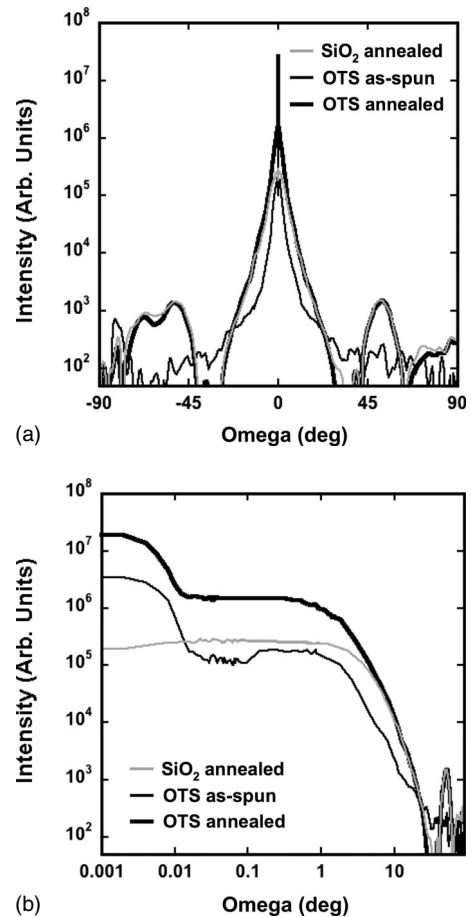 10⁸
10⁷
10⁶
10⁵
10⁴
10³
10²
Intensity (Arb. Units)
SiO₂ annealed
OTS as-spun
OTS annealed
-90 -45 0 45 90
(a)
Omega (deg)
10⁸
10⁷
10⁶
10⁵
10⁴
10³
10²
Intensity (Arb. Units)
SiO₂ annealed
OTS as-spun
OTS annealed
0.001 0.01 0.1 1 10
(b)
Omega (deg)